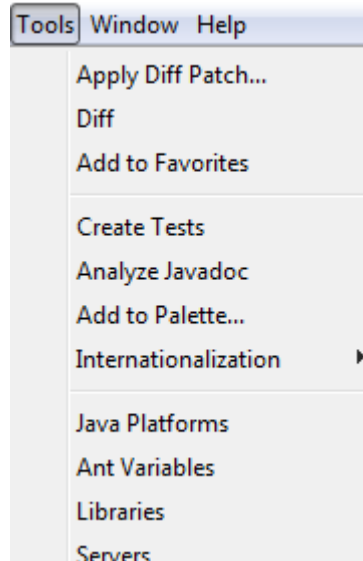 Tools Window Help
Apply Diff Patch...
Diff
Add to Favorites
Create Tests
Analyze Javadoc
Add to Palette...
Internationalization
Java Platforms
Ant Variables
Libraries
Servers